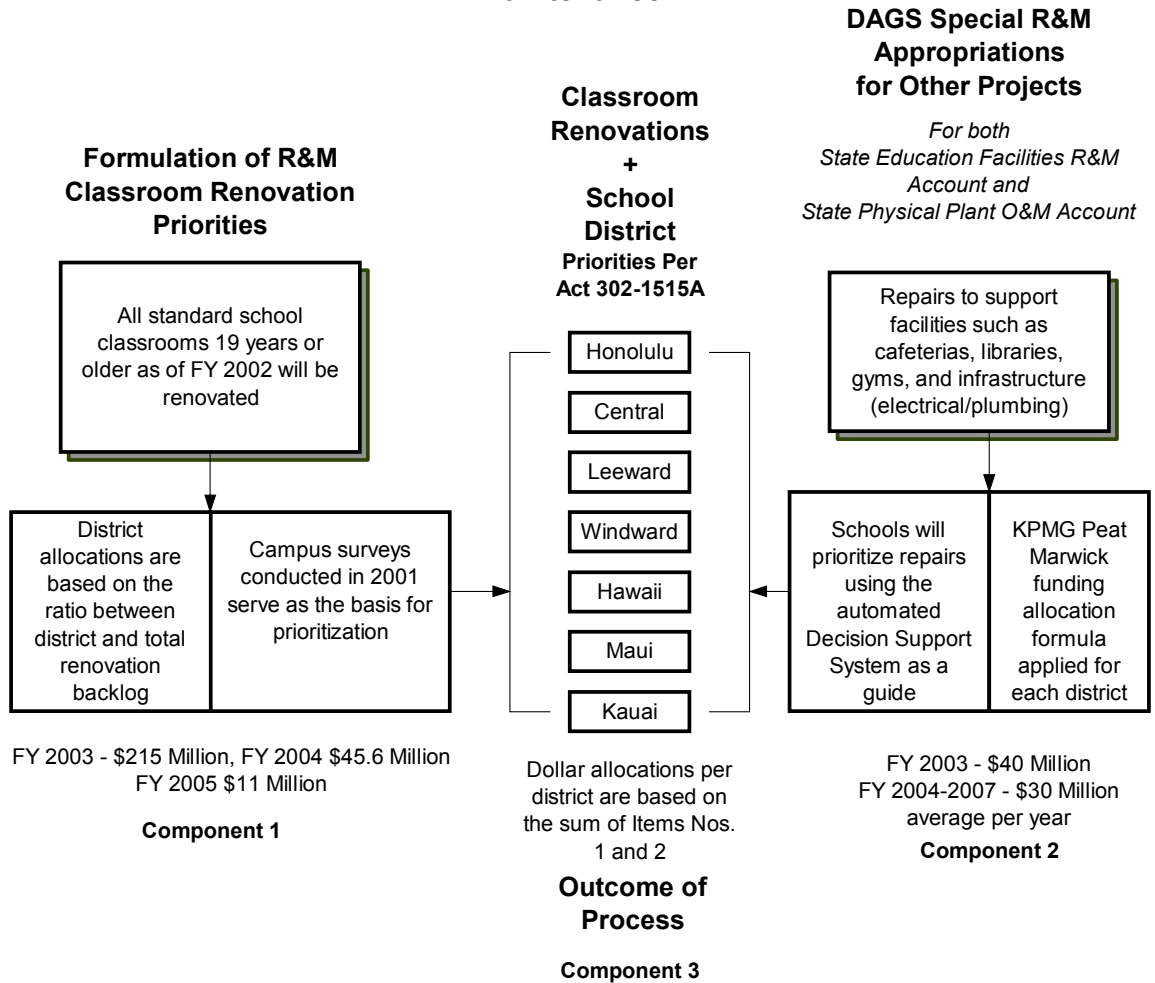 Formulation of R&M
Classroom Renovation
Priorities
All standard school
classrooms 19 years or
older as of FY 2002 will be
renovated
District
allocations are
based on the
ratio between
district and total
renovation
backlog
Campus surveys
conducted in 2001
serve as the basis for
prioritization
FY 2003 - $215 Million, FY 2004 $45.6 Million
FY 2005 $11 Million
Component 1
Classroom
Renovations
+
School
District
Priorities Per
Act 302-1515A
Honolulu
Central
Leeward
Windward
Hawaii
Maui
Kauai
Dollar allocations per
district are based on
the sum of Items Nos.
1 and 2
Outcome of
Process
Component 3
DAGS Special R&M
Appropriations
for Other Projects
For both
State Education Facilities R&M
Account and
State Physical Plant O&M Account
Repairs to support
facilities such as
cafeterias, libraries,
gyms, and infrastructure
(electrical/plumbing)
Schools will
prioritize repairs
using the
automated
Decision Support
System as a
guide
KPMG Peat
Marwick
funding
allocation
formula
applied for
each district
FY 2003 - $40 Million
FY 2004-2007 - $30 Million
average per year
Component 2